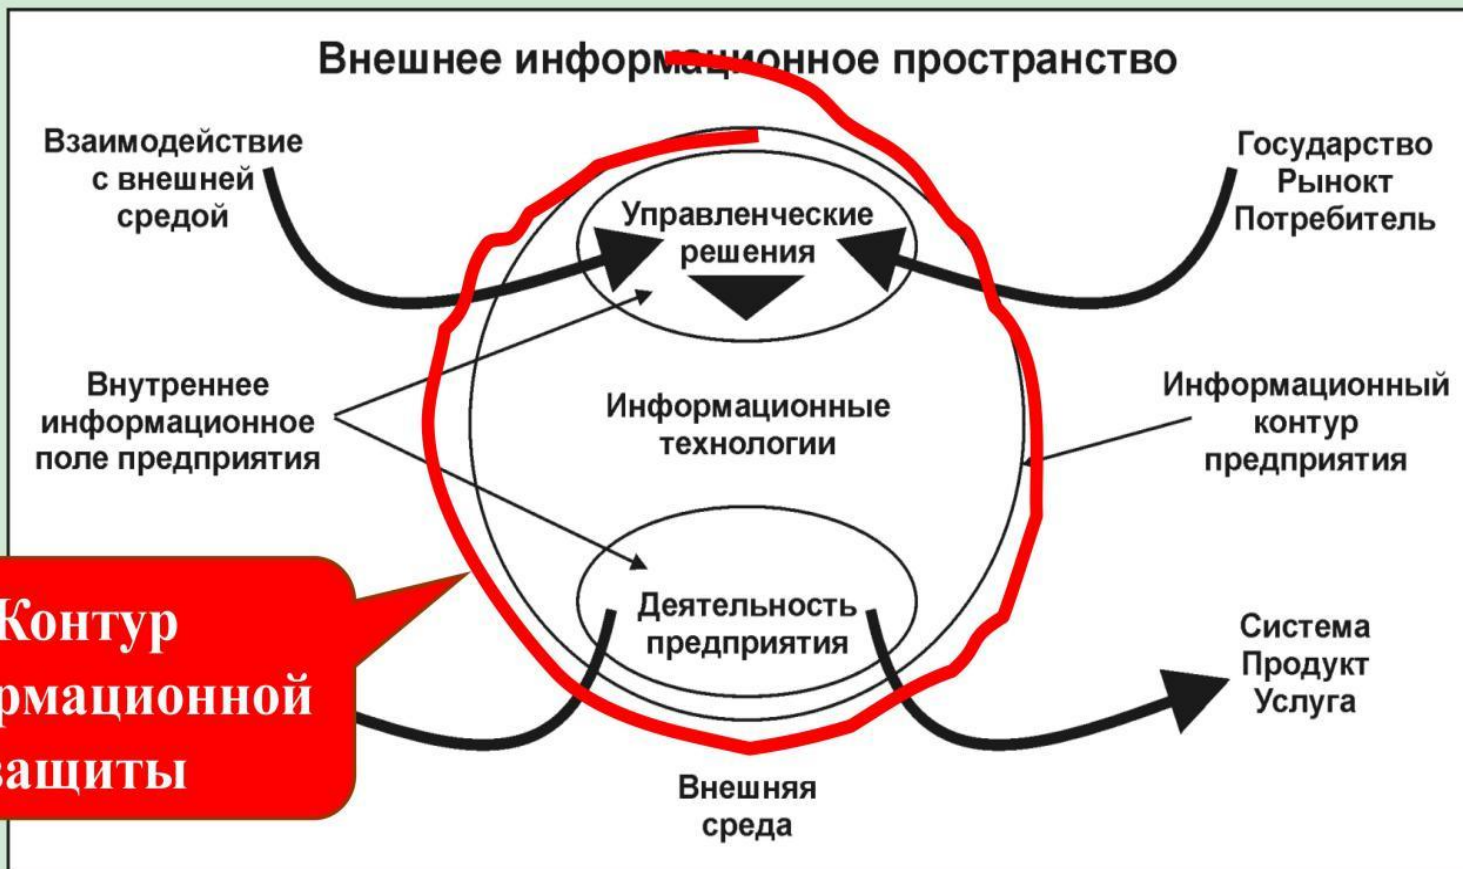 Внешнее информационное пространство
Взаимодействие
с внешней
средой
Государство
Рынокт
Потребитель
Управленческие
решения
Внутреннее
информационное
поле предприятия
Информационные
технологии
Информационный
контур
предприятия
Контур
рмационной
защиты
Деятельность
предприятия
Система
Продукт
Услуга
Внешняя
среда